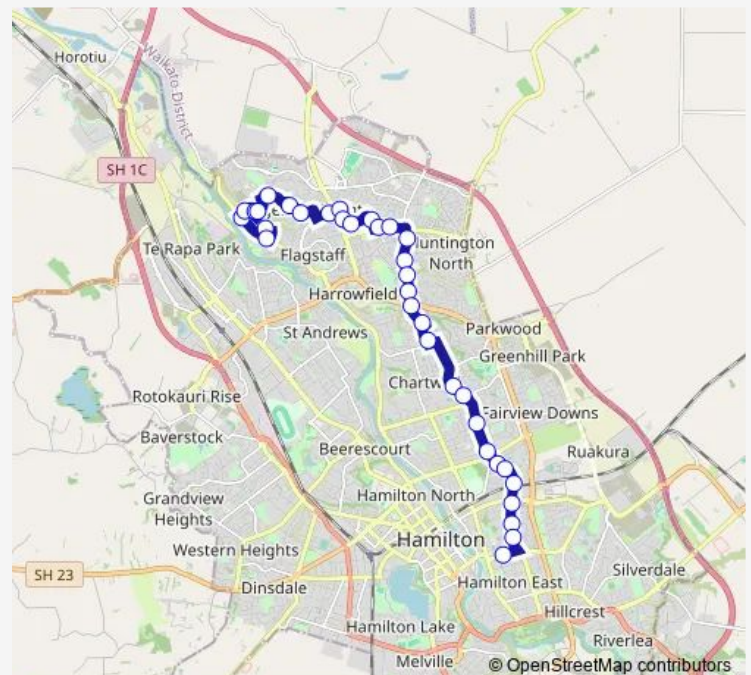 Horotiu
Waikato
District
SH 1C
Te Rapa Park
Flagstaff
untington
North
Harrowfield
St Andrews
Parkwood
Greenhill Park
Chartw
Fairview Downs
Rotokauri Rise
Baverstock
Beerescourt
Ruakura
Grandview
Heights
Hamilton North
Hamilton
Western Heights
SH 23
Silverdale
Dinsdale
Hamilton East
Hillcrest
Hamilton Lake
Riverlea
Melville
© OpenStreetMap contributors